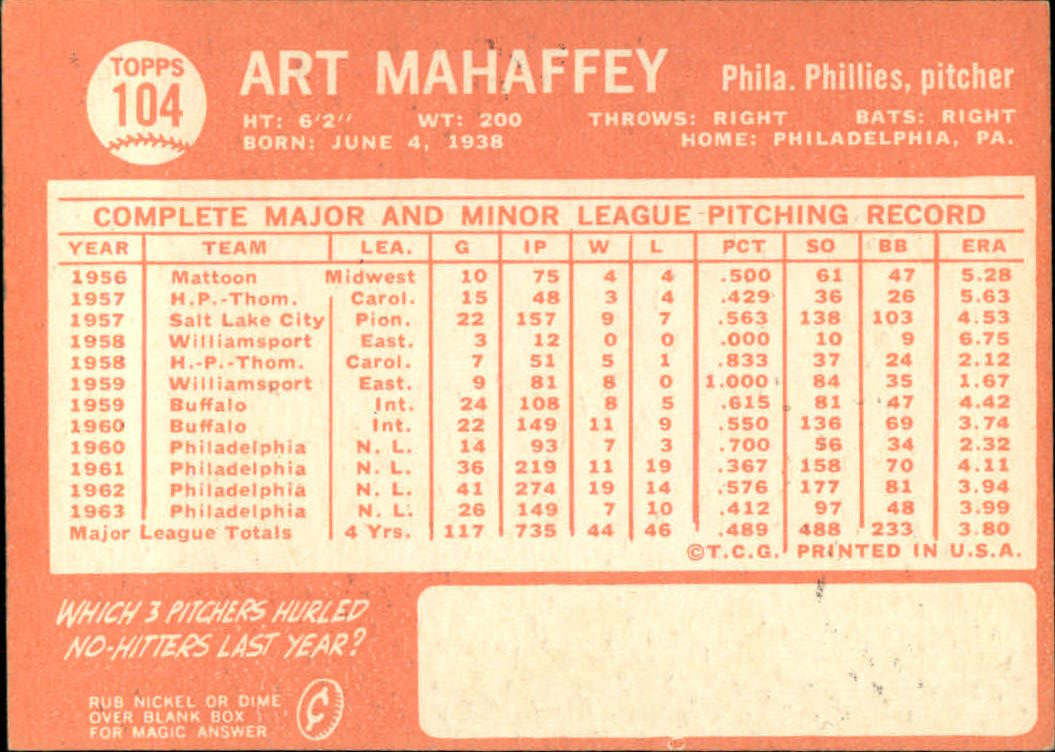 TOPPS
104
ART MAHAFFEY Phila. Phillies, pitcher
HT: 6'2" WT: 200 THROWS: RIGHT BATS: RIGHT
BORN: JUNE 4, 1938 HOME: PHILADELPHIA, PA.
COMPLETE MAJOR AND MINOR LEAGUE PITCHING RECORD
YEAR TEAM LEA. G IP W L PCT SO BB ERA
1956 Mattoon Midwest 10 75 4 4 .500 61 47 5.28
1957 H.P.-Thom. Carol. 15 48 3 4 .429 36 26 5.63
1957 Salt Lake City Pion. 22 157 9 7 .563 138 103 4.53
1958 Williamsport East. 3 12 0 0 .000 10 9 6.75
1958 H.-P.-Thom. Carol. 7 51 5 1 .833 37 24 2.12
1959 Williamsport East. 9 81 8 0 1.000 84 35 1.67
1959 Buffalo Int. 24 108 8 5 .615 81 47 4.42
1960 Buffalo Int. 22 149 11 9 .550 136 69 3.74
1960 Philadelphia N. L. 14 93 7 3 .700 56 34 2.32
1961 Philadelphia N. L. 36 219 11 19 .367 158 70 4.11
1962 Philadelphia N. L. 41 274 19 14 .576 177 81 3.94
1963 Philadelphia N. L. 26 149 7 10 .412 97 48 3.99
Major League Totals 4 Yrs. 117 735 44 46 .489 488 233 3.80
©T.C.G. PRINTED IN U.S.A.
WHICH 3 PITCHERS HURLED
NO-HITTERS LAST YEAR?
RUB NICKEL OR DIME
OVER BLANK BOX
FOR MAGIC ANSWER
¢